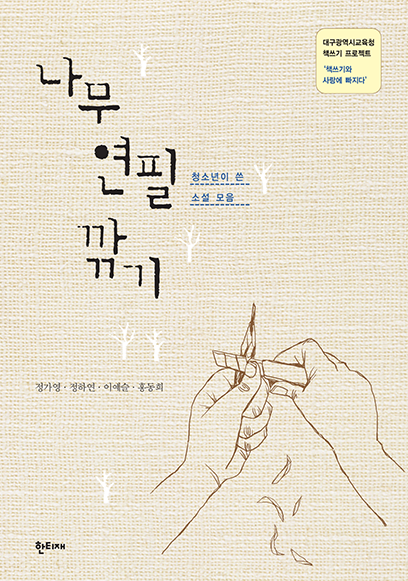 대구광역시교육청
책쓰기 프로젝트
'책쓰기와
사랑에 빠지다'
나무
연필
깎기
청소년이 쓴
소설 모음
정가영 · 정하연 · 이예슬 · 홍동희
한티재